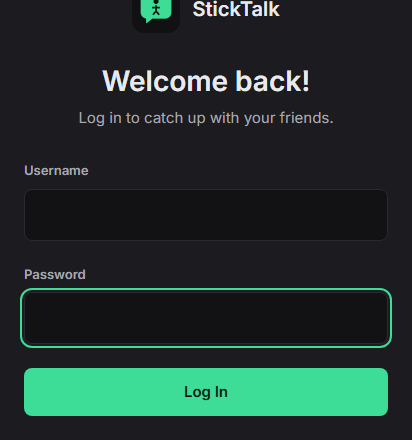 StickTalk
Welcome back!
Log in to catch up with your friends.
Username
Password
Log In